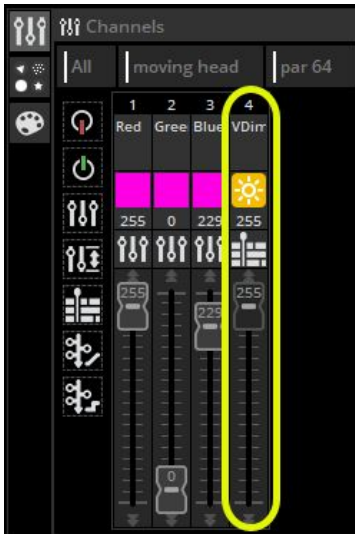 Channels
All moving head par 64
1 2 3 4
Red Gree Blue VDim
255 0 229 255
255 255
229
0